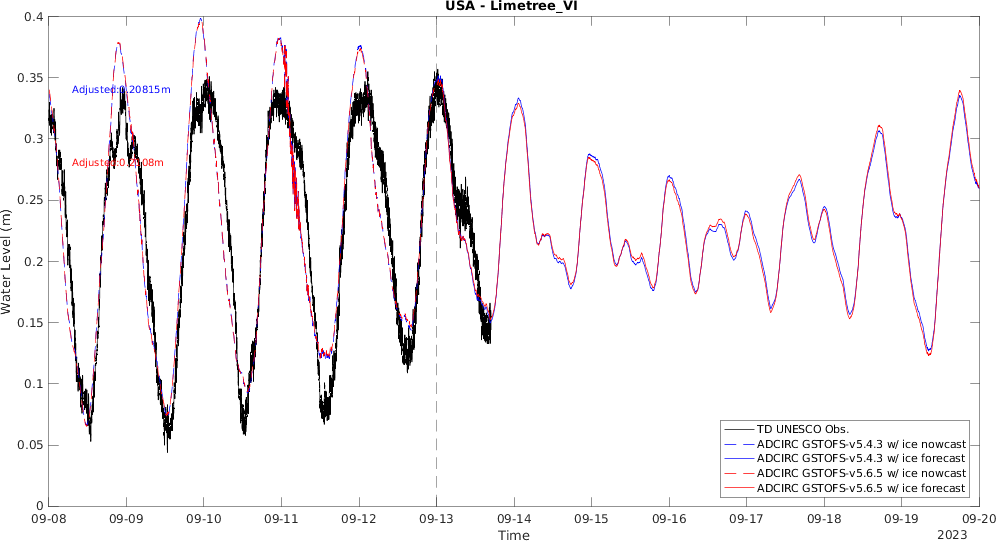 USA - Limetree_VI
0.4
0.35
0.3
0.25
0.2
0.15
0.1
0.05
0
Water Level (m)
Adjusted:0.20815m
TD UNESCO Obs.
ADCIRC GSTOFS-v5.4.3 w/ ice nowcast
ADCIRC GSTOFS-v5.4.3 w/ ice forecast
ADCIRC GSTOFS-v5.6.5 w/ ice nowcast
ADCIRC GSTOFS-v5.6.5 w/ ice forecast
09-08 09-09 09-10 09-11 09-12 09-13 09-14 09-15 09-16 09-17 09-18 09-19 09-20
Time
2023